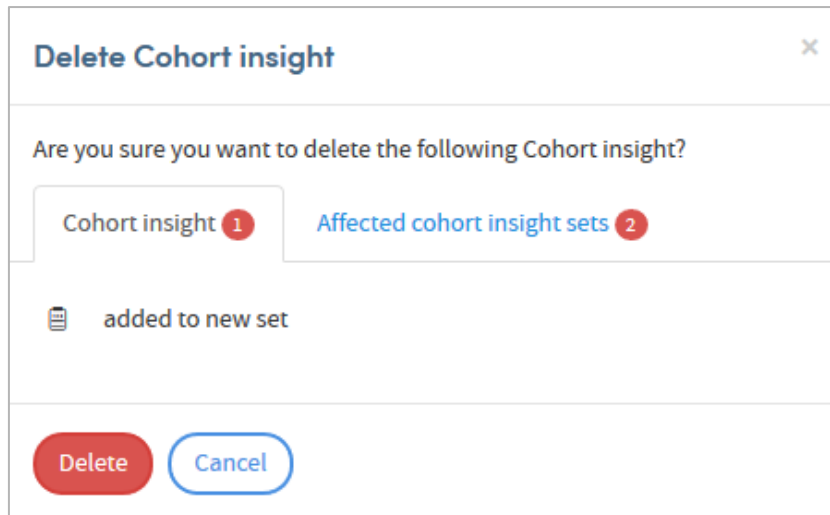 Delete Cohort insight
×
Are you sure you want to delete the following Cohort insight?
Cohort insight 1 Affected cohort insight sets 2
added to new set
Delete Cancel